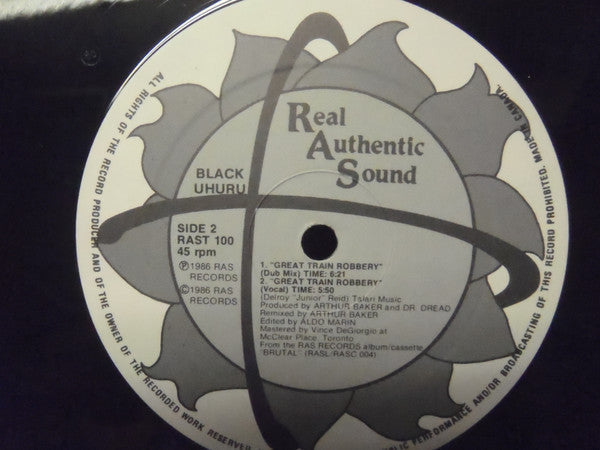 Real
Authentic
Sound
BLACK
UHURU
SIDE 2
RAST 100
45 rpm
Ⓟ1986 RAS
RECORDS
©1986 RAS
RECORDS
1. "GREAT TRAIN ROBBERY"
(Dub Mix) TIME: 6:21
2. "GREAT TRAIN ROBBERY"
(Vocal) TIME: 5:50
(Delroy "Junior" Reid) Tslari Music
Produced by ARTHUR BAKER and DR. DREAD
Remixed by ARTHUR BAKER
Edited by ALDO MARIN
Mastered by Vince DeGiorgio at
McClear Place, Toronto
From the RAS RECORDS album/cassette
"BRUTAL" (RASL/RASC 004)
ALL RIGHTS OF THE RECORD PRODUCER AND OF THE OWNER OF THE RECORDED WORK RESERVED PUBLIC PERFORMANCE AND/OR BROADCASTING OF THIS RECORD PROHIBITED. MADE IN CANADA.